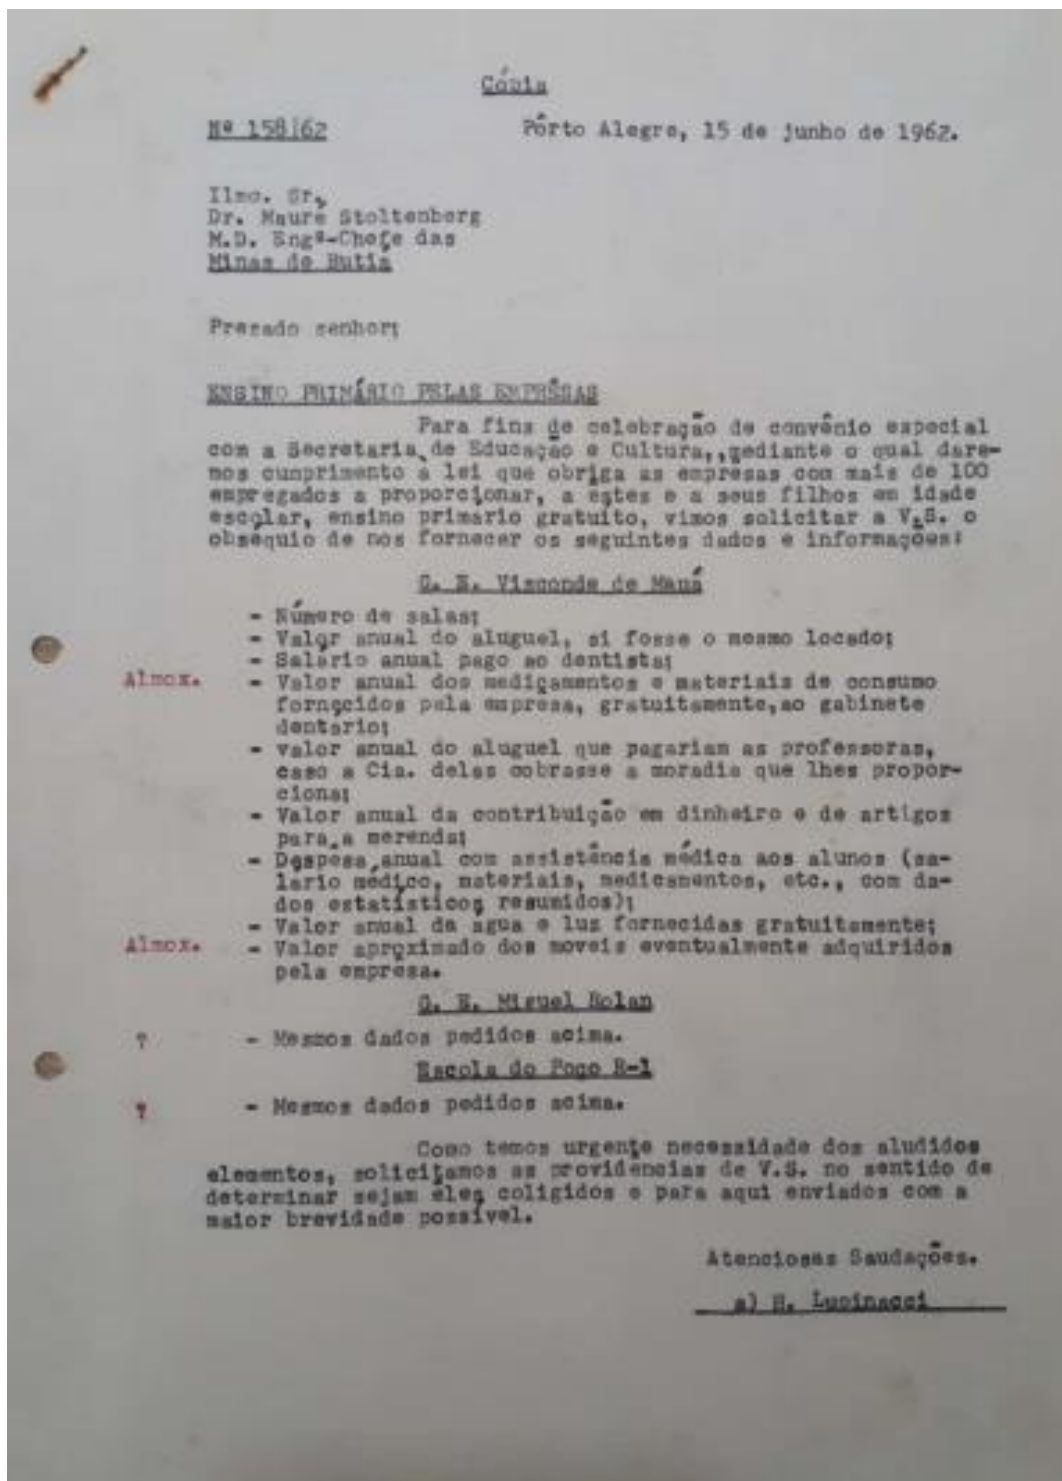 Cópia
Nº 158/62 Pôrto Alegre, 15 de junho de 1962.
Ilmo. Sr.
Dr. Mauro Stoltenberg
M.D. Engº-Chefe das
Minas de Butiá
Prezado senhor;
ENSINO PRIMÁRIO PELAS EMPRÊSAS
Para fins de celebração de convênio especial
com a Secretaria de Educação e Cultura, mediante o qual dare-
mos cumprimento à lei que obriga as empresas com mais de 100
empregados a proporcionar, a êstes e a seus filhos em idade
escolar, ensino primário gratuito, vimos solicitar a V.S. o
obséquio de nos fornecer os seguintes dados e informações:
G. E. Visconde de Mauá
- Número de salas;
- Valor anual do aluguel, si fosse o mesmo locado;
- Salário anual pago ao dentista;
Almox. - Valor anual dos medicamentos e materiais de consumo
fornecidos pela empresa, gratuitamente, ao gabinete
dentário;
- valor anual do aluguel que pagariam as professoras,
caso a Cia. delas cobrasse a moradia que lhes propor-
ciona;
- Valor anual da contribuição em dinheiro e de artigos
para a merenda;
- Despesa anual com assistência médica aos alunos (sa-
lário médico, materiais, medicamentos, etc., com da-
dos estatísticos resumidos);
- Valor anual da água e luz fornecidas gratuitamente;
Almox. - Valor aproximado dos moveis eventualmente adquiridos
pela empresa.
G. E. Miguel Bolan
? - Mesmos dados pedidos acima.
Escola do Poço R-1
? - Mesmos dados pedidos acima.
Como temos urgente necessidade dos aludidos
elementos, solicitamos as providências de V.S. no sentido de
determinar sejam êles coligidos e para aqui enviados com a
maior brevidade possível.
Atenciosas Saudações.
a) H. Lupinacci